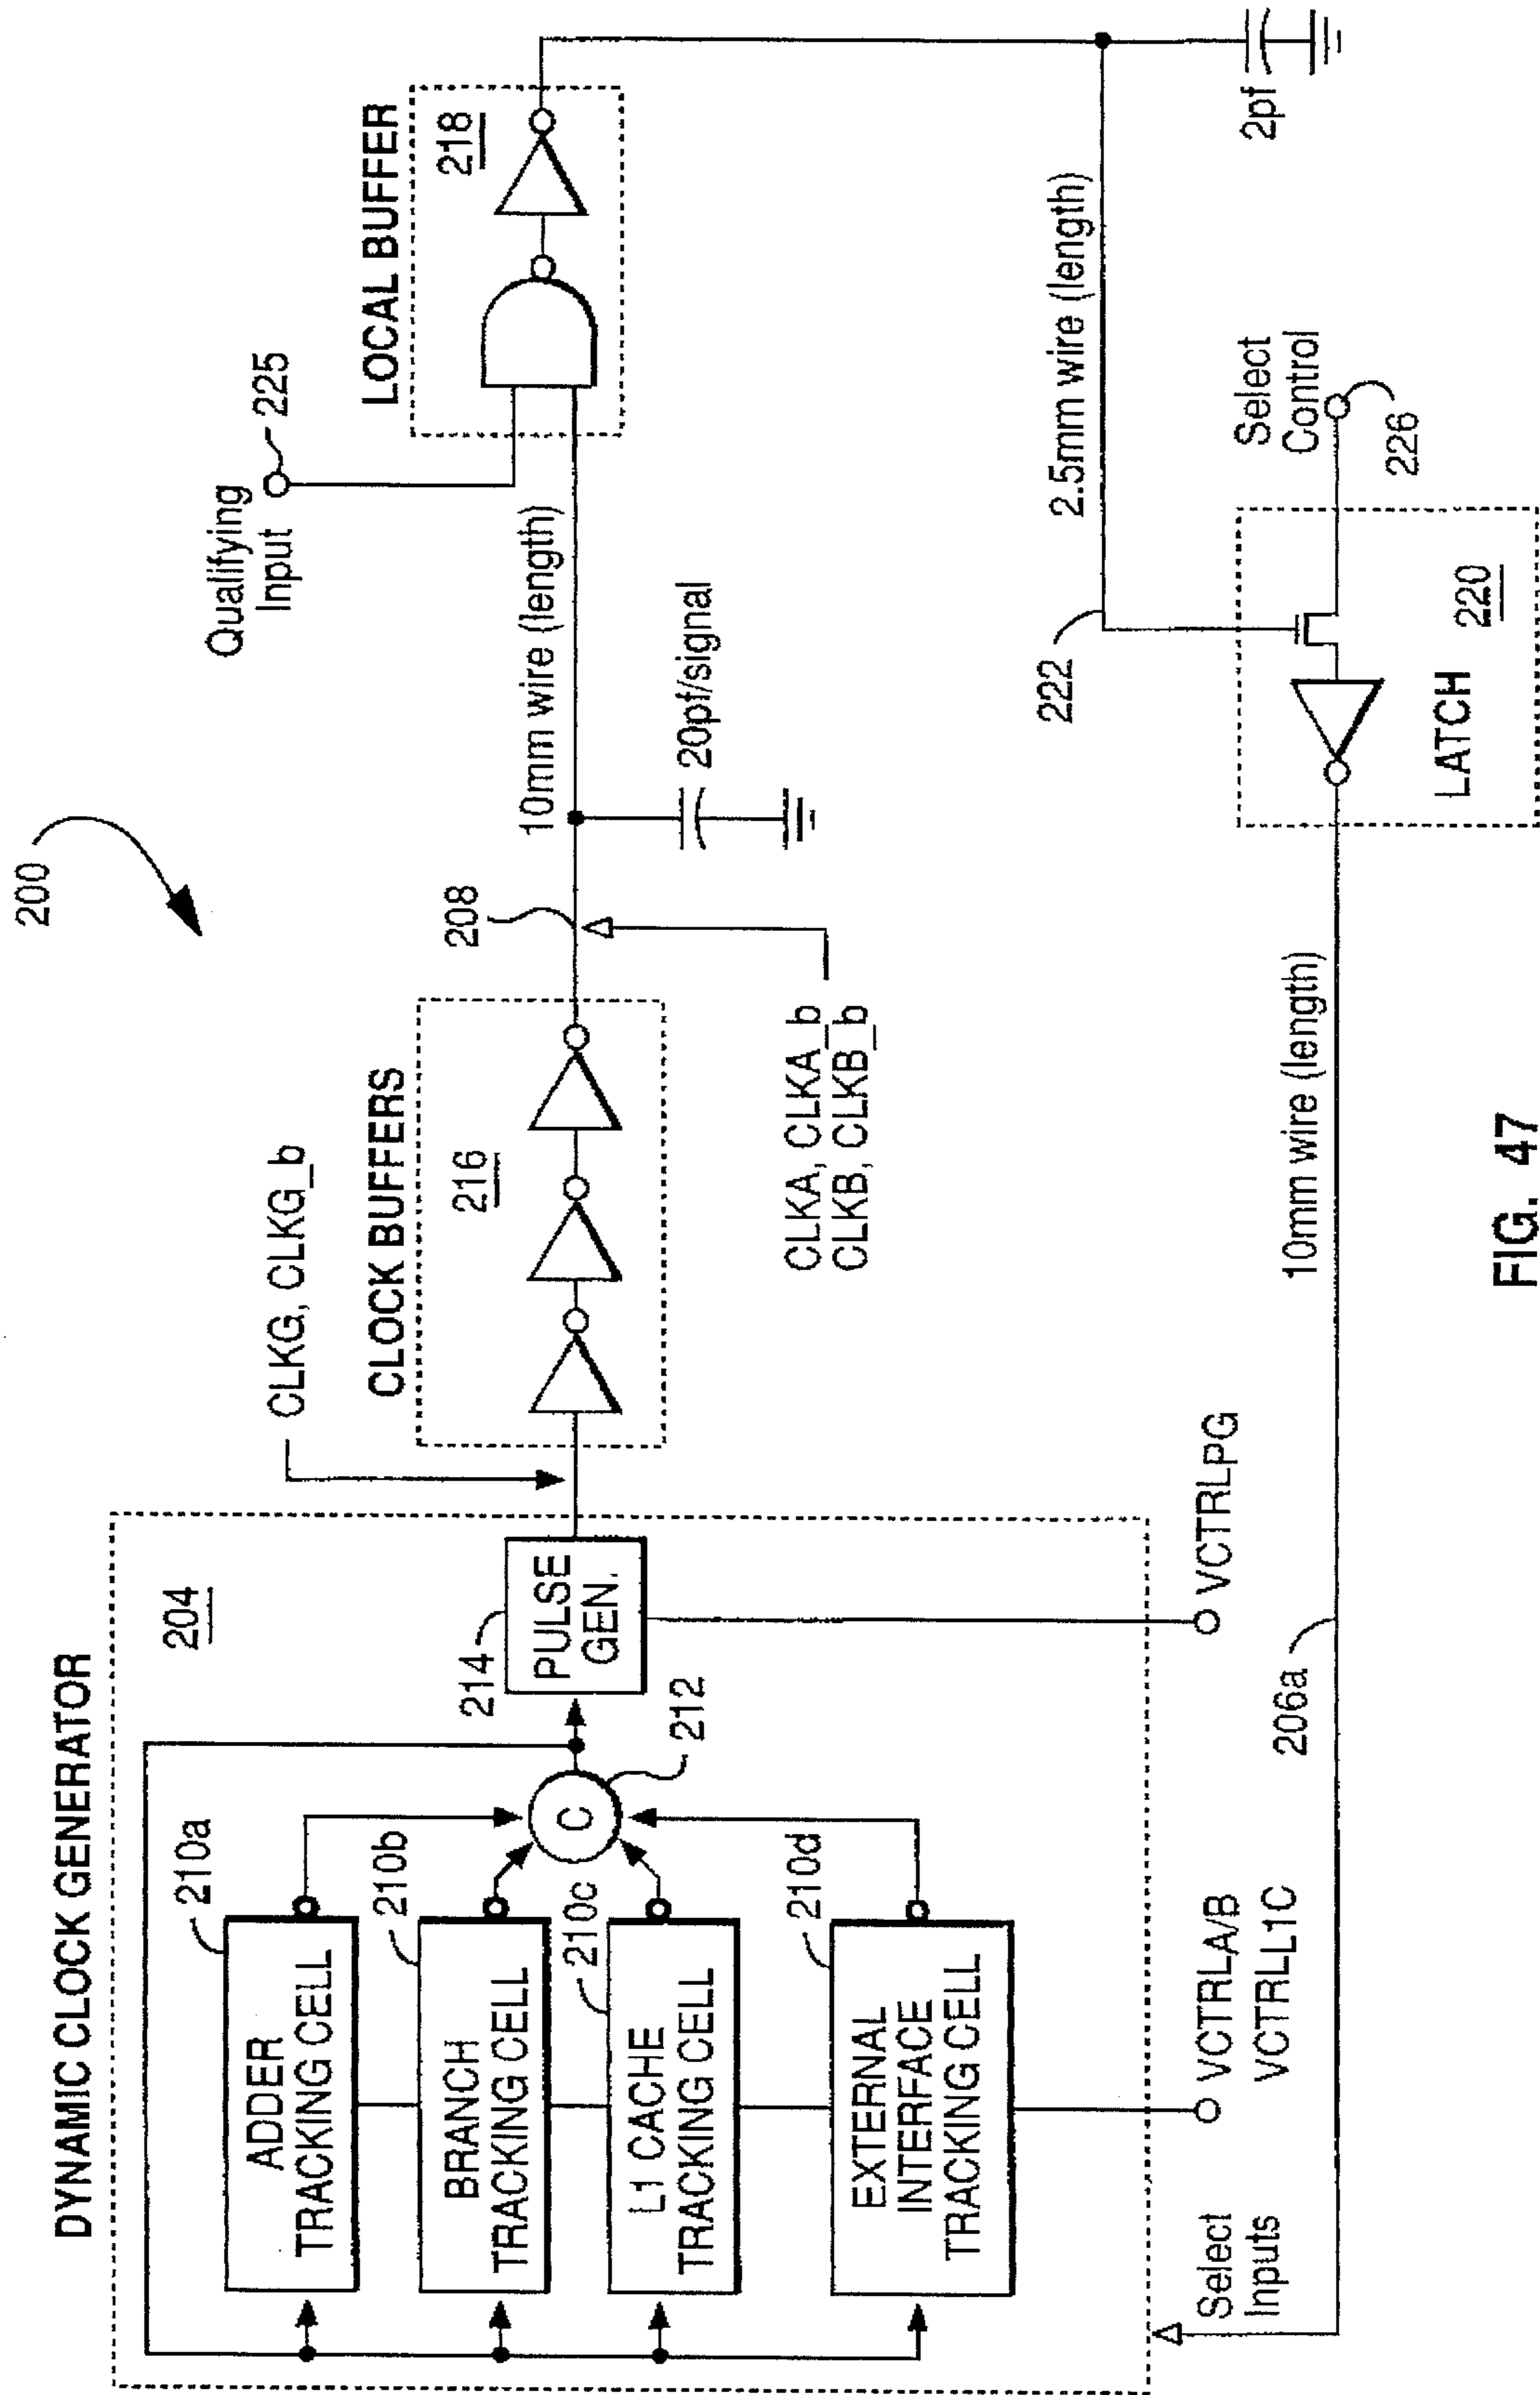 200
DYNAMIC CLOCK GENERATOR
204
210a
ADDER
TRACKING CELL
210b
BRANCH
TRACKING CELL
210c
L1 CACHE
TRACKING CELL
210d
EXTERNAL
INTERFACE
TRACKING CELL
C
212
214
PULSE
GEN.
CLKG, CLKG_b
CLOCK BUFFERS
216
208
CLKA, CLKA_b
CLKB, CLKB_b
10mm wire (length)
20pf/signal
Qualifying
Input
225
LOCAL BUFFER
218
2pf
2.5mm wire (length)
222
Select
Control
226
LATCH
220
10mm wire (length)
206a
VCTRLPG
VCTRLA/B
VCTRLL1C
Select
Inputs
FIG. 47